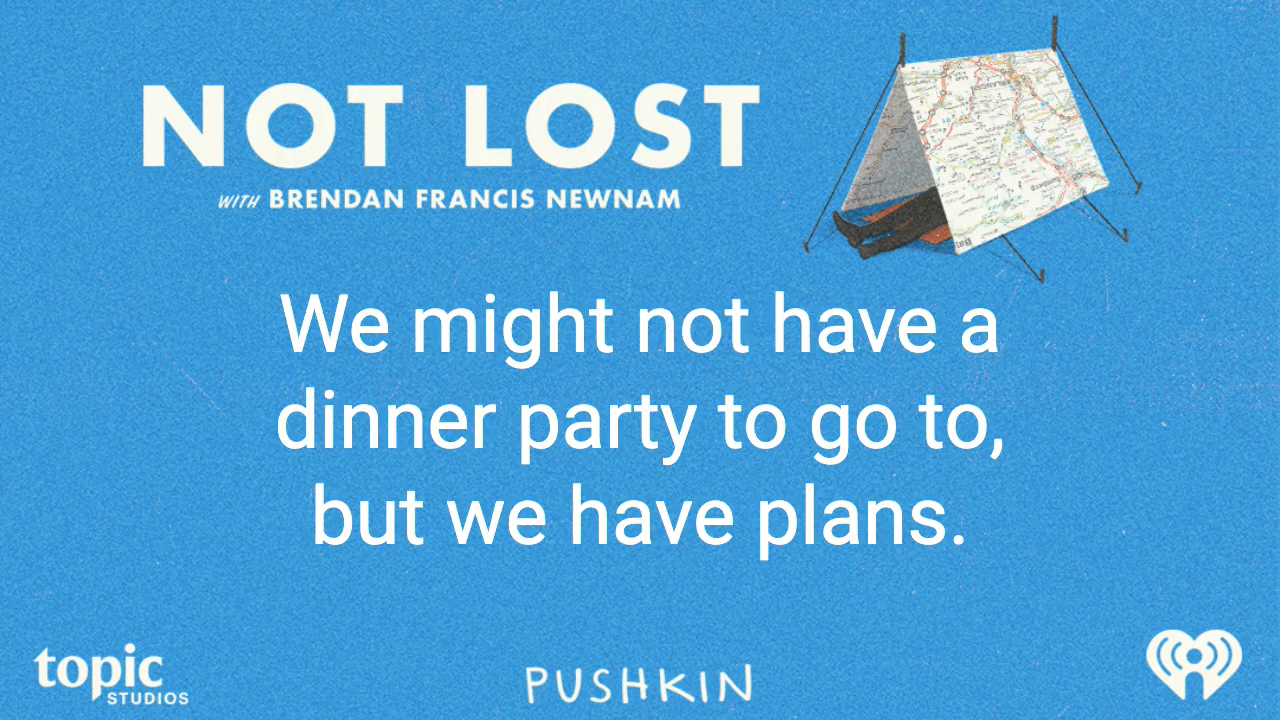 NOT LOST
WITH BRENDAN FRANCIS NEWNAM
We might not have a
dinner party to go to,
but we have plans.
topic
STUDIOS
PUSHKIN